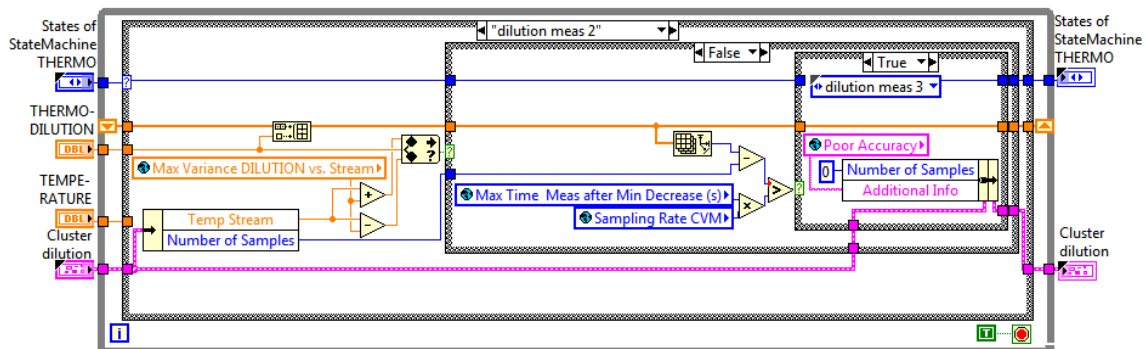 States of
StateMachine
THERMO
THERMO-
DILUTION
DBL
TEMPE-
RATURE
DBL
Cluster
dilution
"dilution meas 2"
Max Variance DILUTION vs. Stream
Temp Stream
Number of Samples
+
-
?
?
?
False
Max Time  Meas after Min Decrease (s)
Sampling Rate CVM
-
x
>
?
True
dilution meas 3
Poor Accuracy
0
Number of Samples
Additional Info
States of
StateMachine
THERMO
Cluster
dilution
i
T